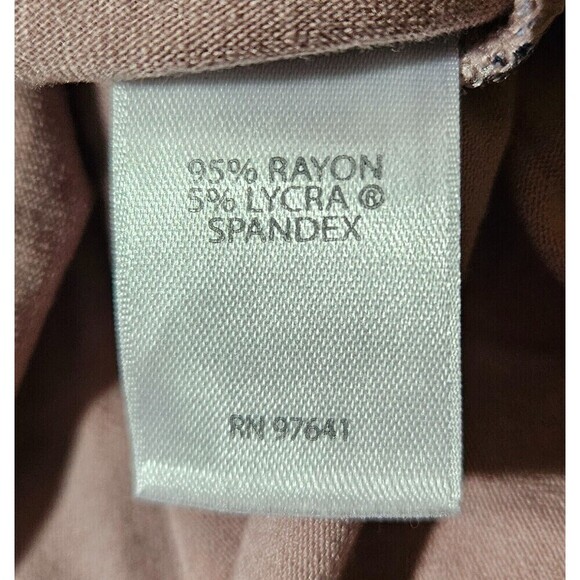 95% RAYON
5% LYCRA ®
SPANDEX
RN 97641